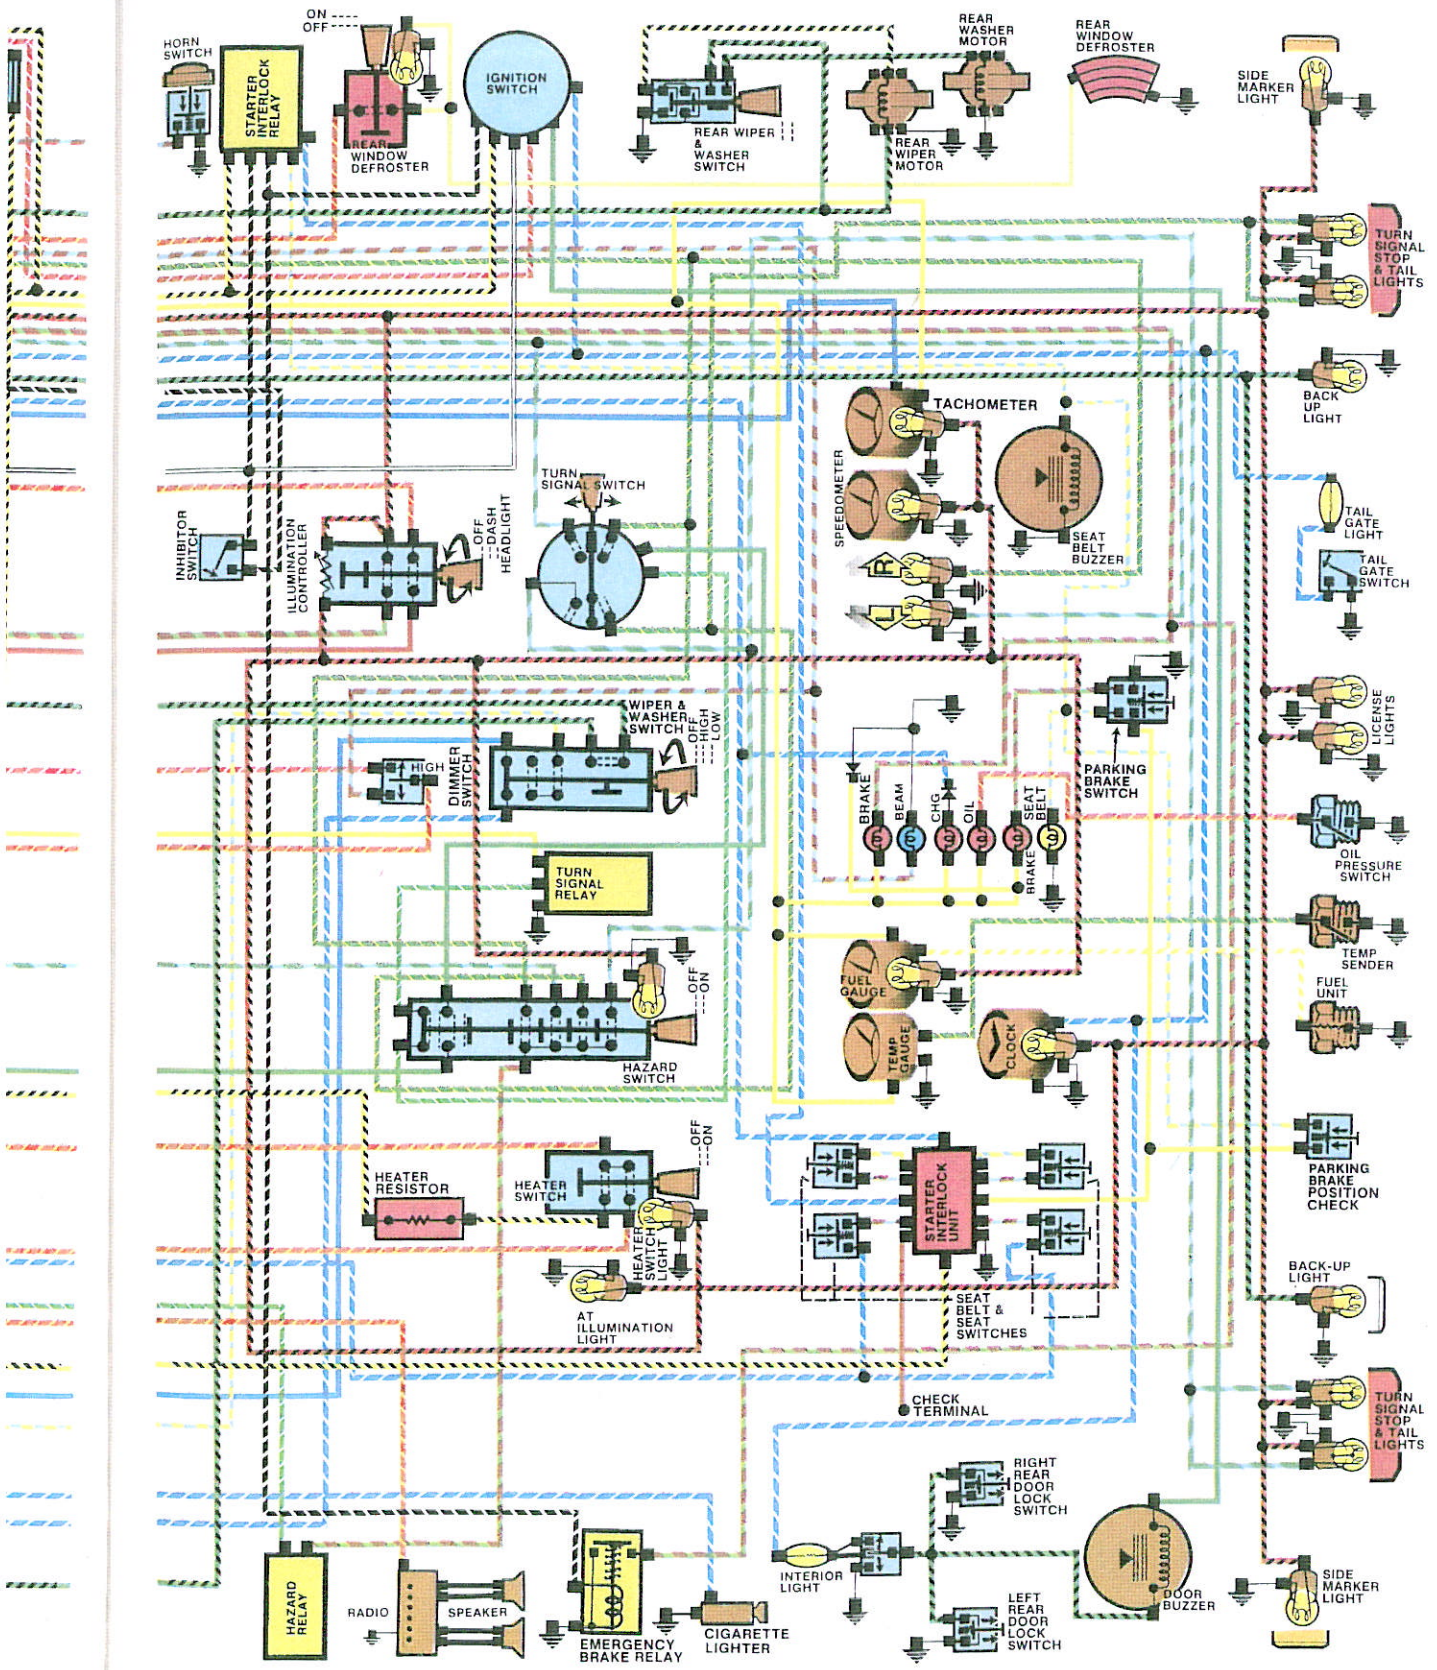 ON ----
OFF ----
HORN
SWITCH
STARTER
INTERLOCK
RELAY
REAR
WINDOW
DEFROSTER
IGNITION
SWITCH
REAR WIPER
&
WASHER
SWITCH
REAR
WIPER
MOTOR
REAR
WASHER
MOTOR
REAR
WINDOW
DEFROSTER
SIDE
MARKER
LIGHT
TURN
SIGNAL
STOP
& TAIL
LIGHTS
BACK
UP
LIGHT
TACHOMETER
SPEEDOMETER
SEAT
BELT
BUZZER
TURN
SIGNAL SWITCH
INHIBITOR
SWITCH
ILLUMINATION
CONTROLLER
OFF
DASH
HEADLIGHT
R
L
TAIL
GATE
LIGHT
TAIL
GATE
SWITCH
LICENSE
LIGHTS
WIPER &
WASHER
SWITCH
OFF
HIGH
LOW
HIGH
DIMMER
SWITCH
PARKING
BRAKE
SWITCH
BRAKE
BEAM
CHG
OIL
SEAT
BELT
BRAKE
OIL
PRESSURE
SWITCH
TURN
SIGNAL
RELAY
TEMP
SENDER
FUEL
UNIT
FUEL
GAUGE
TEMP
GAUGE
CLOCK
OFF
ON
HAZARD
SWITCH
OFF
ON
HEATER
SWITCH
HEATER
RESISTOR
HEATER
SWITCH
LIGHT
AT
ILLUMINATION
LIGHT
STARTER
INTERLOCK
UNIT
SEAT
BELT &
SEAT
SWITCHES
PARKING
BRAKE
POSITION
CHECK
BACK-UP
LIGHT
CHECK
TERMINAL
TURN
SIGNAL
STOP
& TAIL
LIGHTS
RIGHT
REAR
DOOR
LOCK
SWITCH
HAZARD
RELAY
RADIO
SPEAKER
EMERGENCY
BRAKE RELAY
CIGARETTE
LIGHTER
INTERIOR
LIGHT
LEFT
REAR
DOOR
LOCK
SWITCH
DOOR
BUZZER
SIDE
MARKER
LIGHT